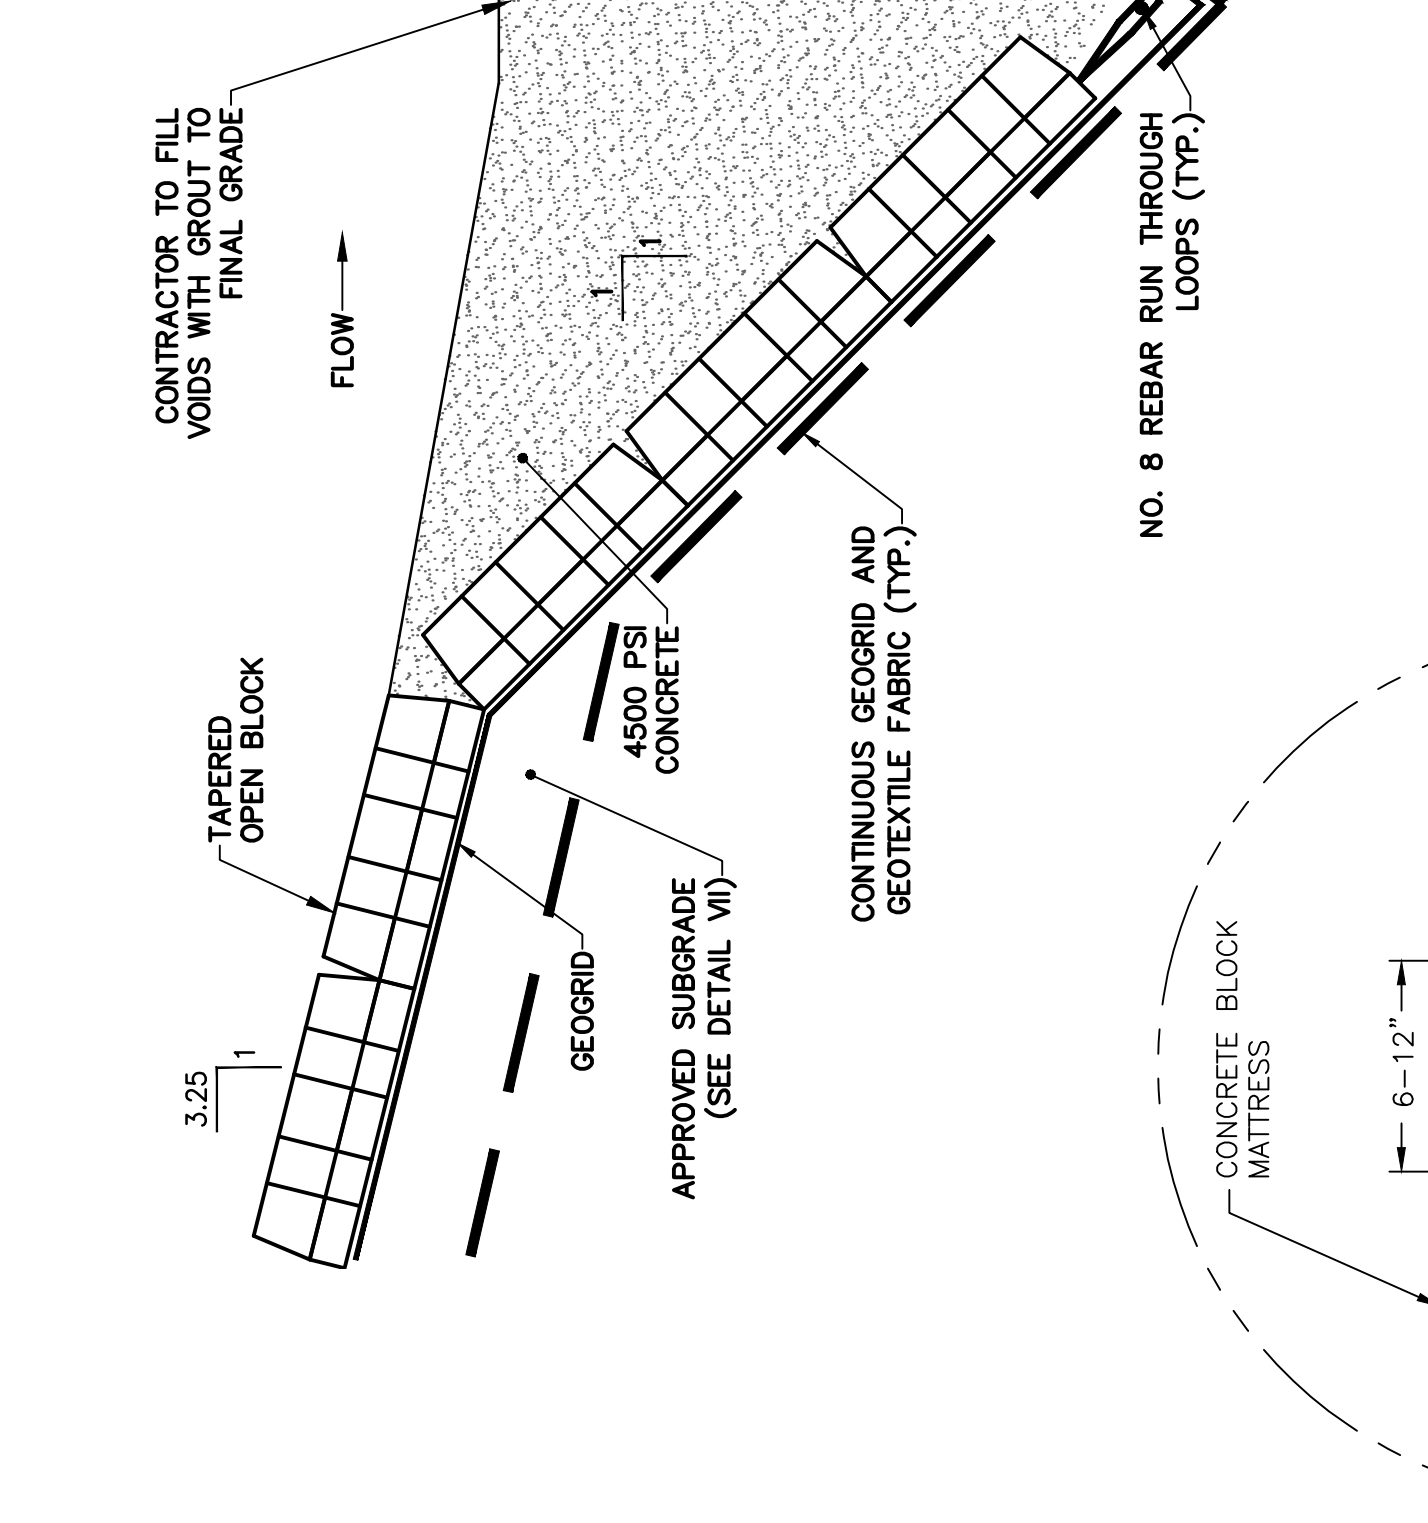 CONTRACTOR TO FILL
VOIDS WITH GROUT TO
FINAL GRADE
FLOW
TAPERED
OPEN BLOCK
3.25
1
1
1
4500 PSI
CONCRETE
GEOGRID
APPROVED SUBGRADE
(SEE DETAIL VII)
CONTINUOUS GEOGRID AND
GEOTEXTILE FABRIC (TYP.)
NO. 8 REBAR RUN THROUGH
LOOPS (TYP.)
CONCRETE BLOCK
MATTRESS
6–12”